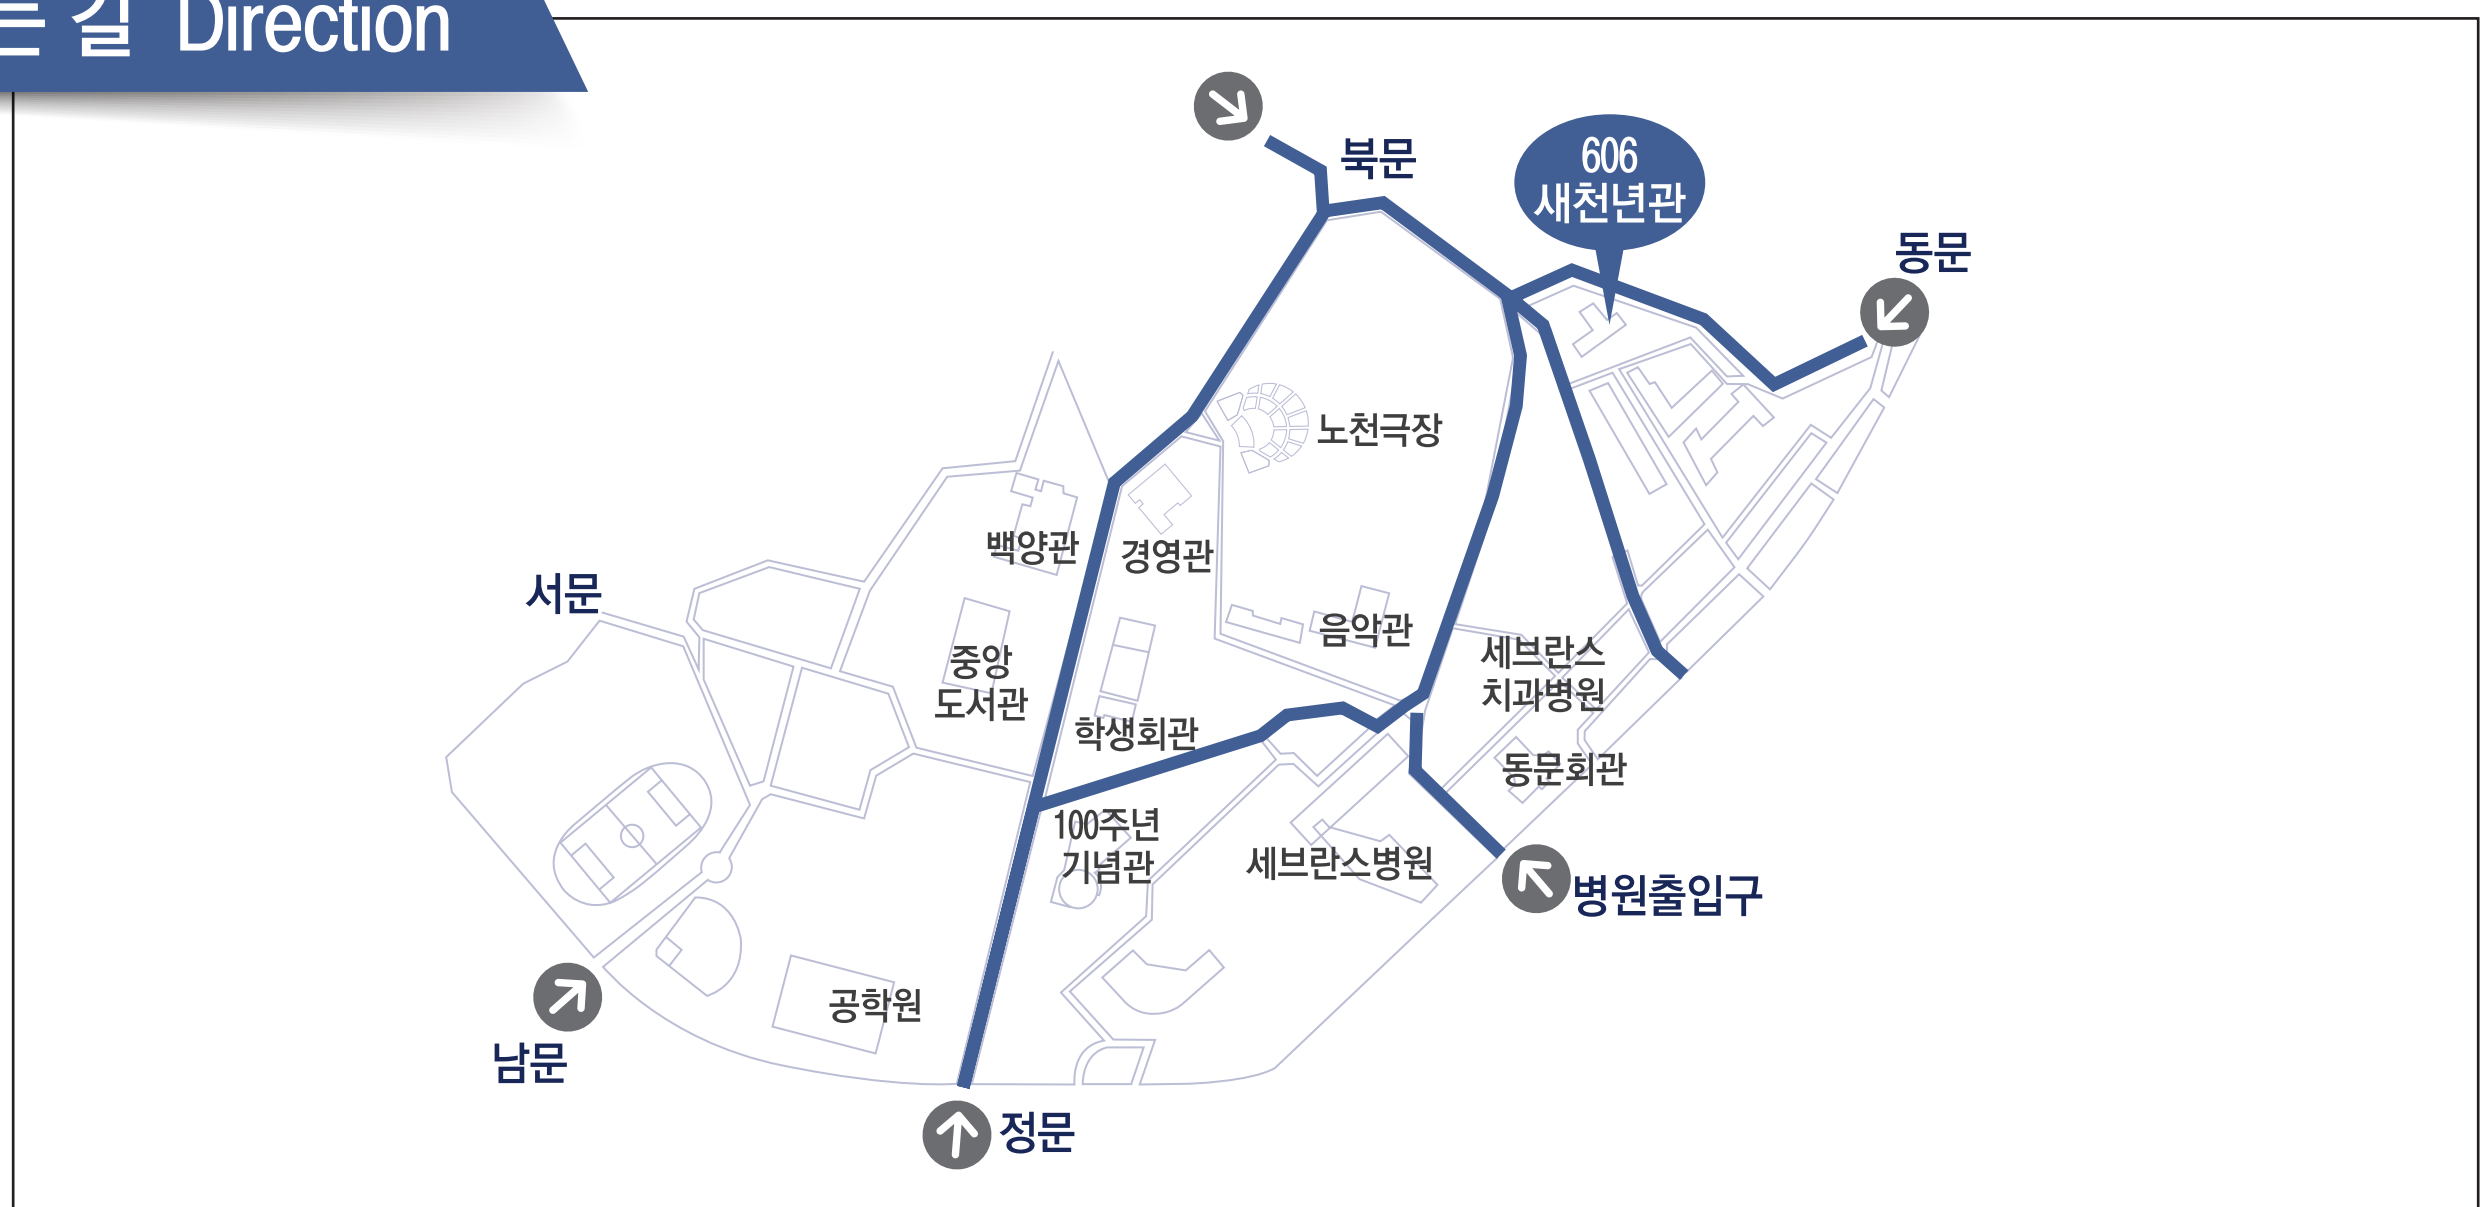 는 길 Direction
북문
606
새천년관
동문
노천극장
백양관
경영관
서문
음악관
중앙
도서관
세브란스
치과병원
학생회관
동문회관
100주년
기념관
세브란스병원
병원출입구
공학원
남문
정문